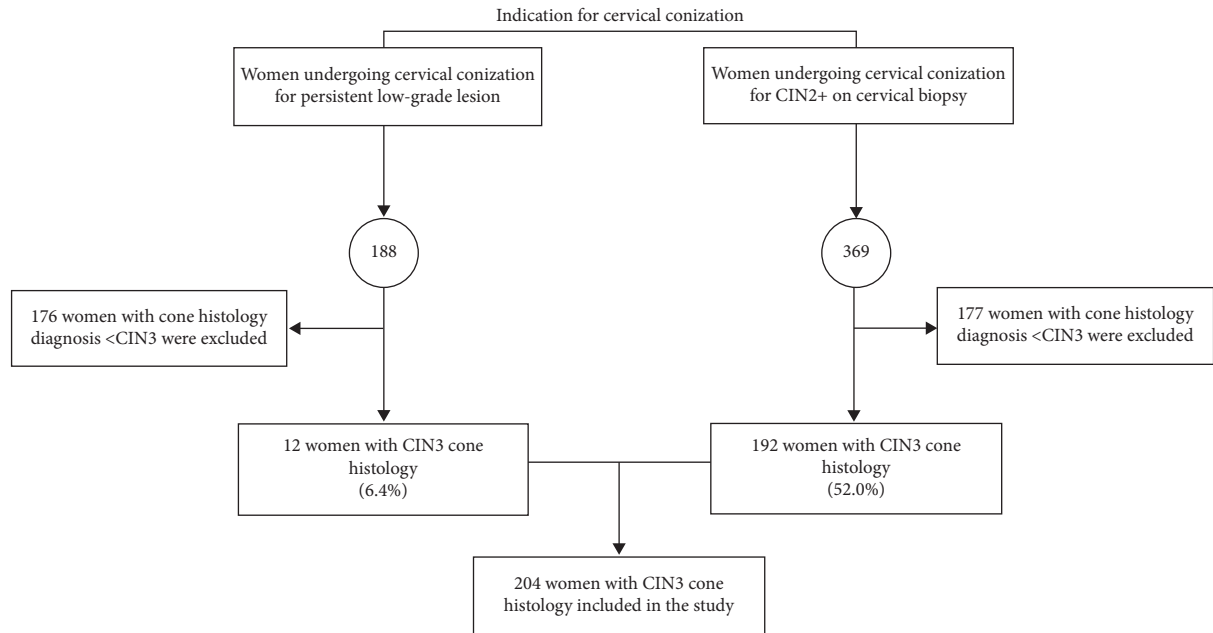 Indication for cervical conization
Women undergoing cervical conization
for persistent low-grade lesion
Women undergoing cervical conization
for CIN2+ on cervical biopsy
188
369
176 women with cone histology
diagnosis <CIN3 were excluded
177 women with cone histology
diagnosis <CIN3 were excluded
12 women with CIN3 cone
histology
(6.4%)
192 women with CIN3 cone
histology
(52.0%)
204 women with CIN3 cone
histology included in the study